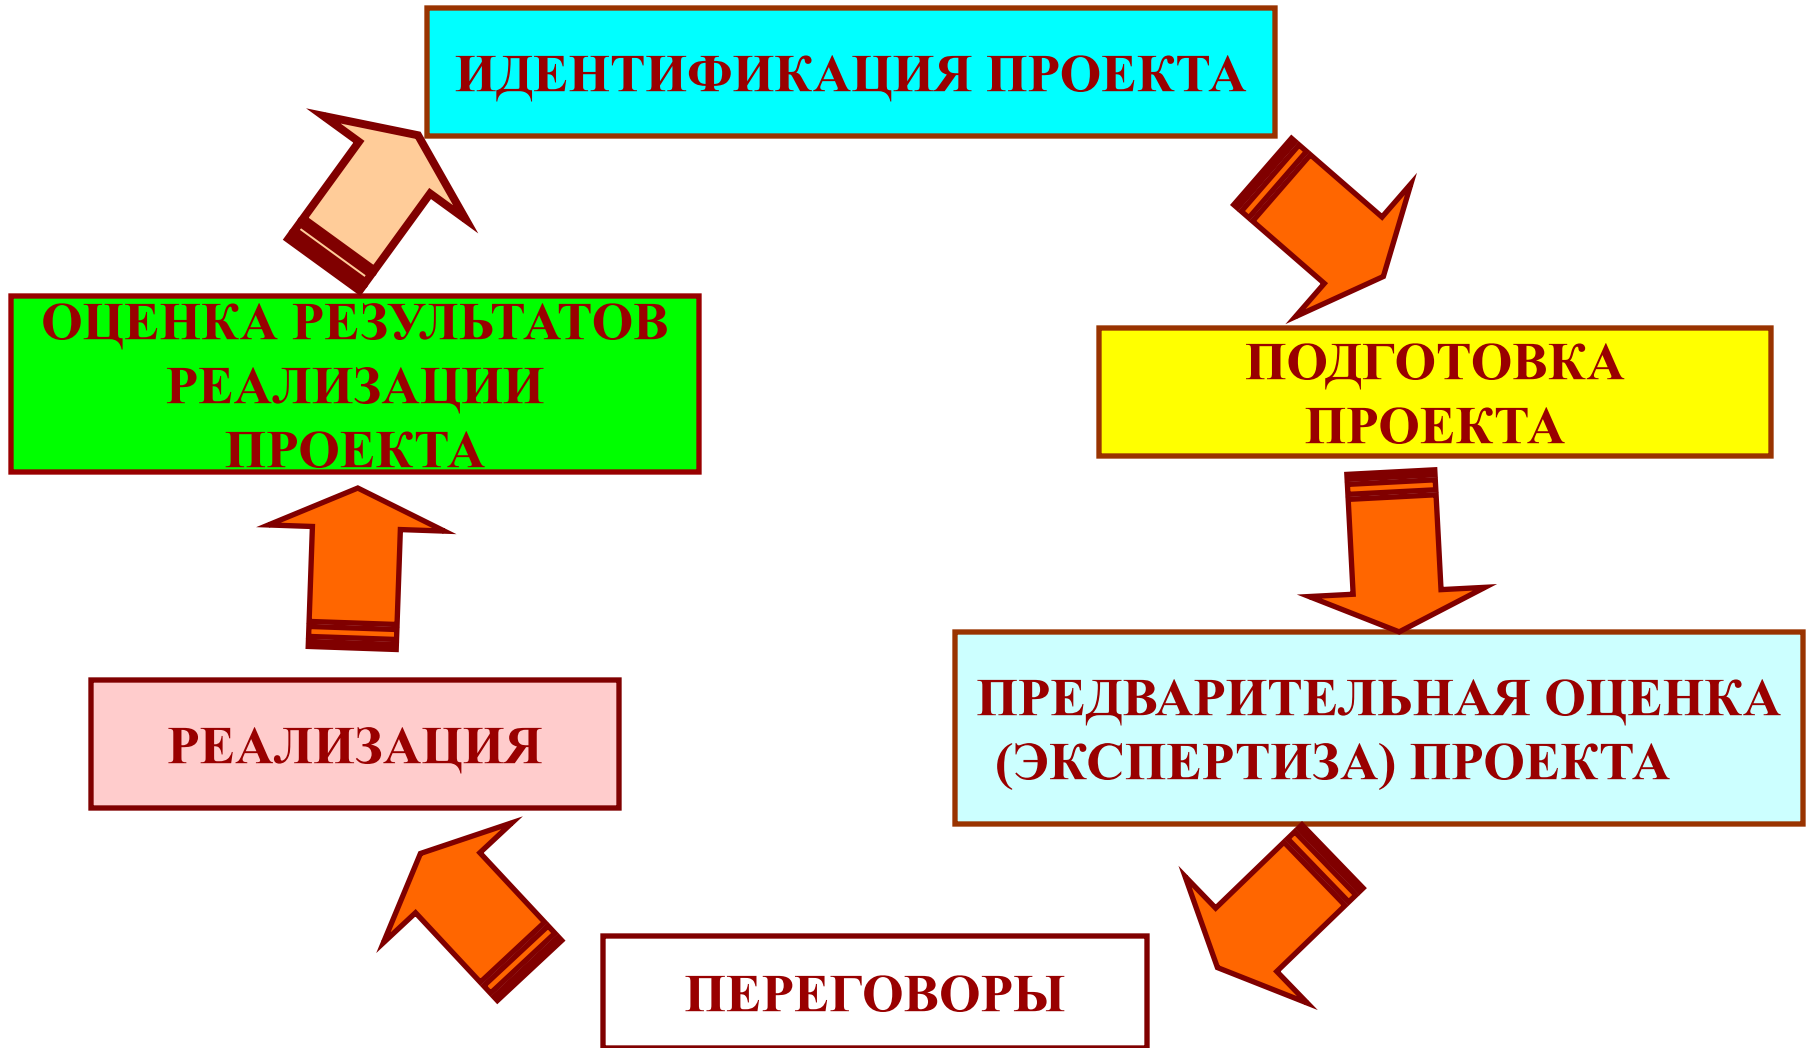 ИДЕНТИФИКАЦИЯ ПРОЕКТА
ПОДГОТОВКА
ПРОЕКТА
ПРЕДВАРИТЕЛЬНАЯ ОЦЕНКА
(ЭКСПЕРТИЗА) ПРОЕКТА
ПЕРЕГОВОРЫ
РЕАЛИЗАЦИЯ
ОЦЕНКА РЕЗУЛЬТАТОВ
РЕАЛИЗАЦИИ
ПРОЕКТА